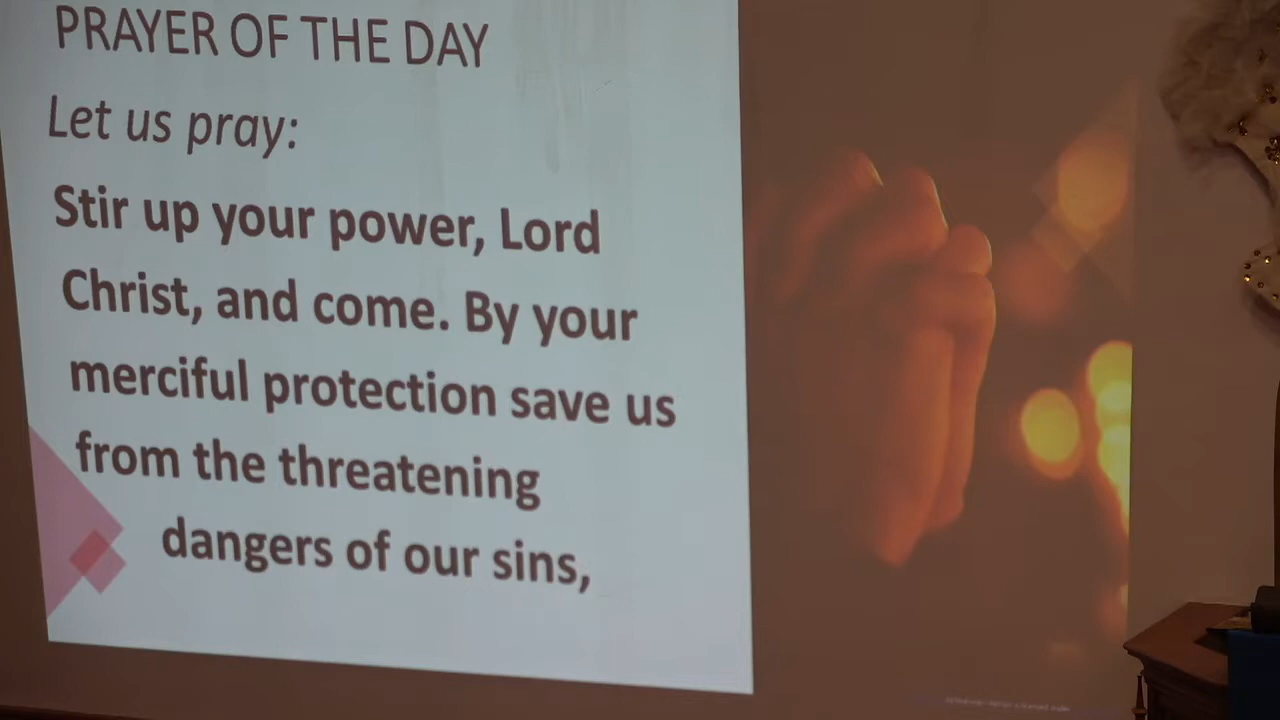 PRAYER OF THE DAY
Let us pray:
Stir up your power, Lord
Christ, and come. By your
merciful protection save us
from the threatening
dangers of our sins,